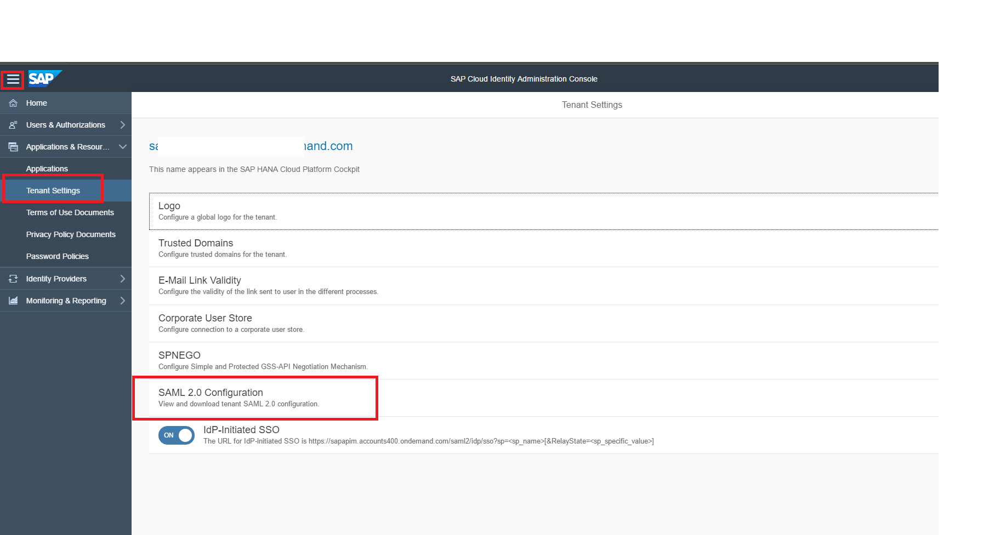 SAP
SAP Cloud Identity Administration Console
Home
Users & Authorizations
Applications & Resour...
Applications
Tenant Settings
Terms of Use Documents
Privacy Policy Documents
Password Policies
Identity Providers
Monitoring & Reporting
Tenant Settings
This name appears in the SAP HANA Cloud Platform Cockpit
Logo
Configure a global logo for the tenant.
Trusted Domains
Configure trusted domains for the tenant.
E-Mail Link Validity
Configure the validity of the link sent to user in the different processes.
Corporate User Store
Configure connection to a corporate user store.
SPNEGO
Configure Simple and Protected GSS-API Negotiation Mechanism.
SAML 2.0 Configuration
View and download tenant SAML 2.0 configuration.
ON
IdP-Initiated SSO
The URL for IdP-initiated SSO is https://sapapim.accounts400.ondemand.com/saml2/idp/sso?sp=<sp_name>[&RelayState=<sp_specific_value>]